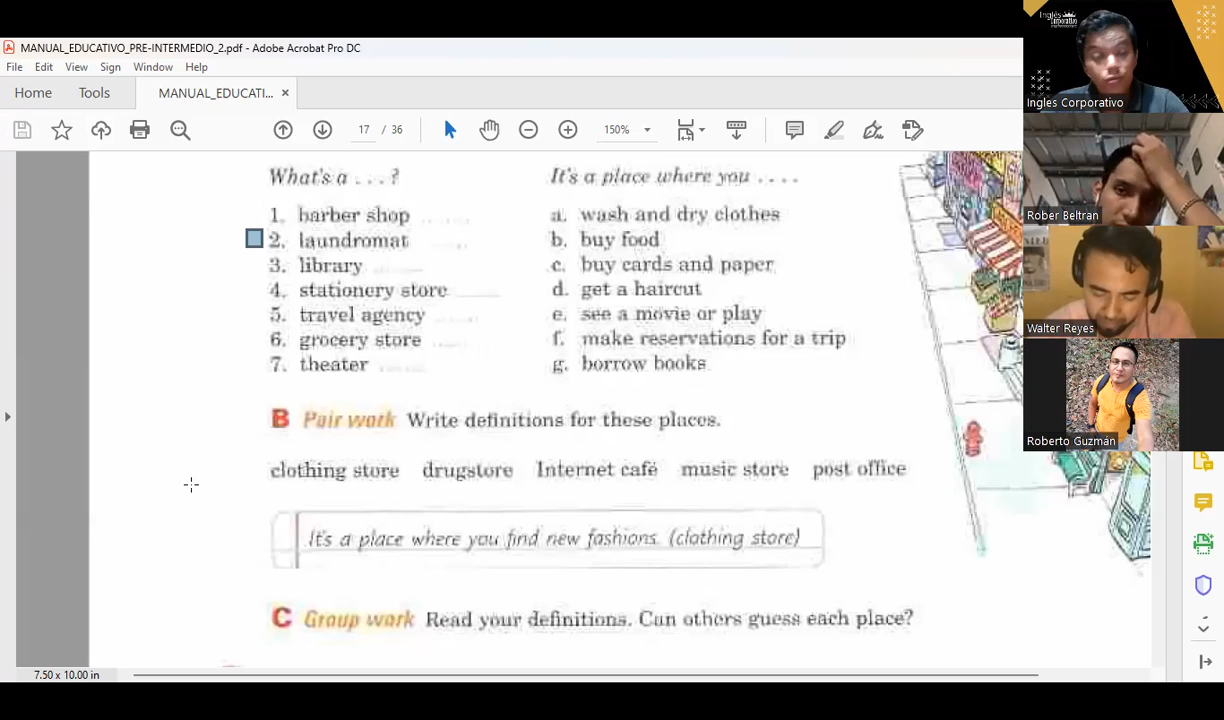 MANUAL_EDUCATIVO_PRE-INTERMEDIO_2.pdf - Adobe Acrobat Pro DC
File Edit View Sign Window Help
Home Tools MANUAL_EDUCATI... ×
17 / 36 150%
What's a . . . ? It's a place where you . . . .
1. barber shop a. wash and dry clothes
2. laundromat b. buy food
3. library c. buy cards and paper
4. stationery store d. get a haircut
5. travel agency e. see a movie or play
6. grocery store f. make reservations for a trip
7. theater g. borrow books
B Pair work Write definitions for these places.
clothing store drugstore Internet café music store post office
It's a place where you find new fashions. (clothing store)
C Group work Read your definitions. Can others guess each place?
7.50 x 10.00 in
Inglés
Corporativo
Ingles Corporativo
Rober Beltran
Walter Reyes
Roberto Guzmán